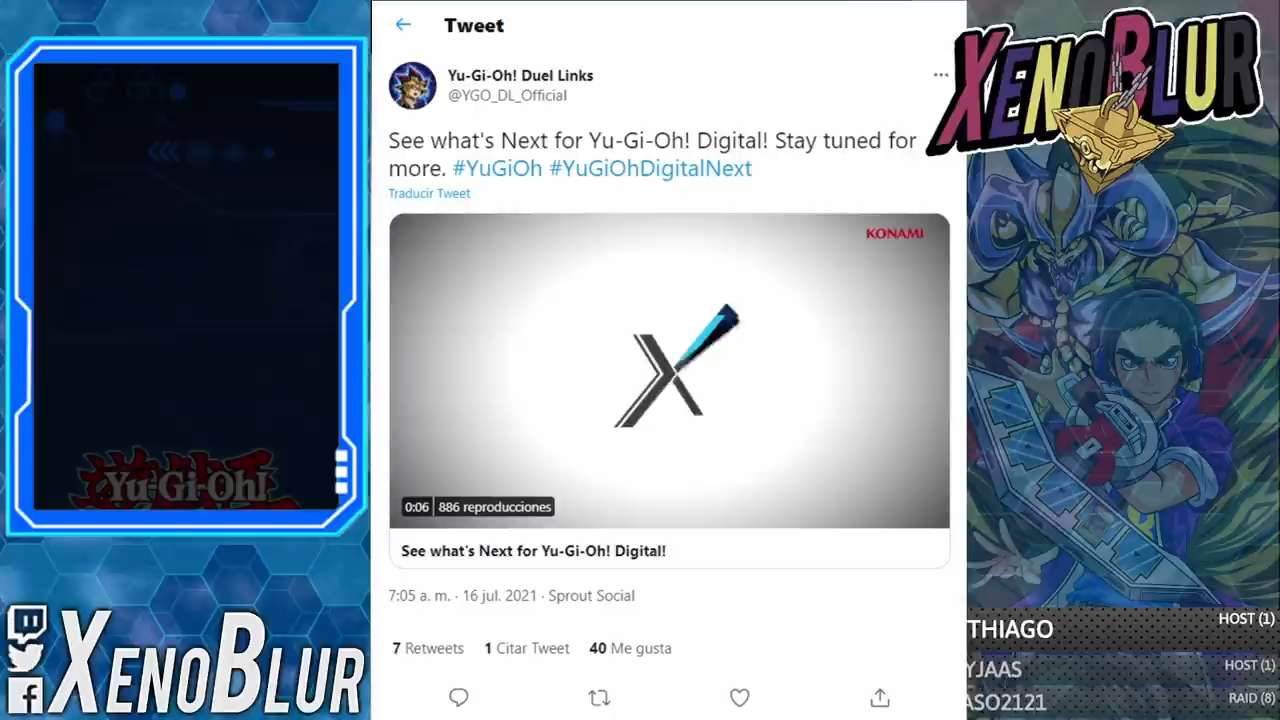 Tweet
Yu-Gi-Oh! Duel Links
@YGO_DL_Official
See what's Next for Yu-Gi-Oh! Digital! Stay tuned for
more. #YuGiOh #YuGiOhDigitalNext
Traducir Tweet
KONAMI
X
0:06 886 reproducciones
See what's Next for Yu-Gi-Oh! Digital!
7:05 a. m. · 16 jul. 2021 · Sprout Social
7 Retweets 1 Citar Tweet 40 Me gusta
Yu-Gi-Oh!
XENOBLUR
XENOBLUR
THIAGO HOST (1)
YJAAS HOST (1)
ASO2121 RAID (8)